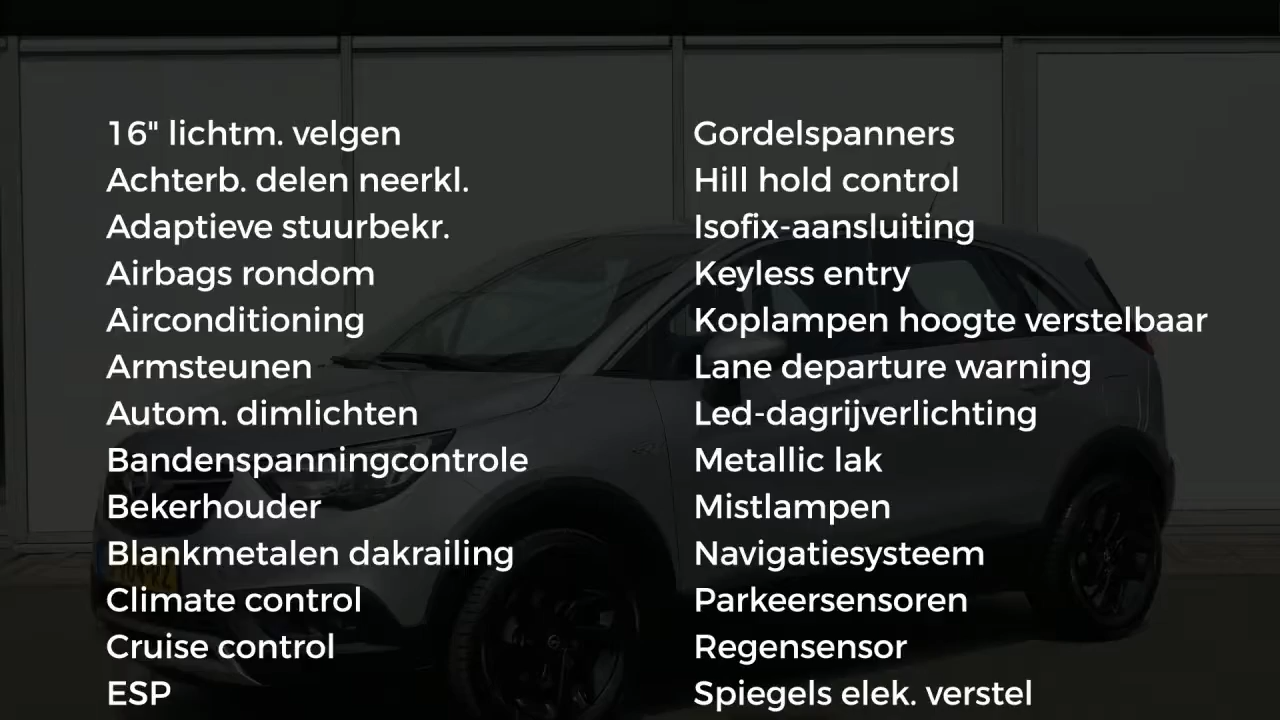 16" lichtm. velgen
Achterb. delen neerkl.
Adaptieve stuurbekr.
Airbags rondom
Airconditioning
Armsteunen
Autom. dimlichten
Bandenspanningcontrole
Bekerhouder
Blankmetalen dakrailing
Climate control
Cruise control
ESP
Gordelspanners
Hill hold control
Isofix-aansluiting
Keyless entry
Koplampen hoogte verstelbaar
Lane departure warning
Led-dagrijverlichting
Metallic lak
Mistlampen
Navigatiesysteem
Parkeersensoren
Regensensor
Spiegels elek. verstel